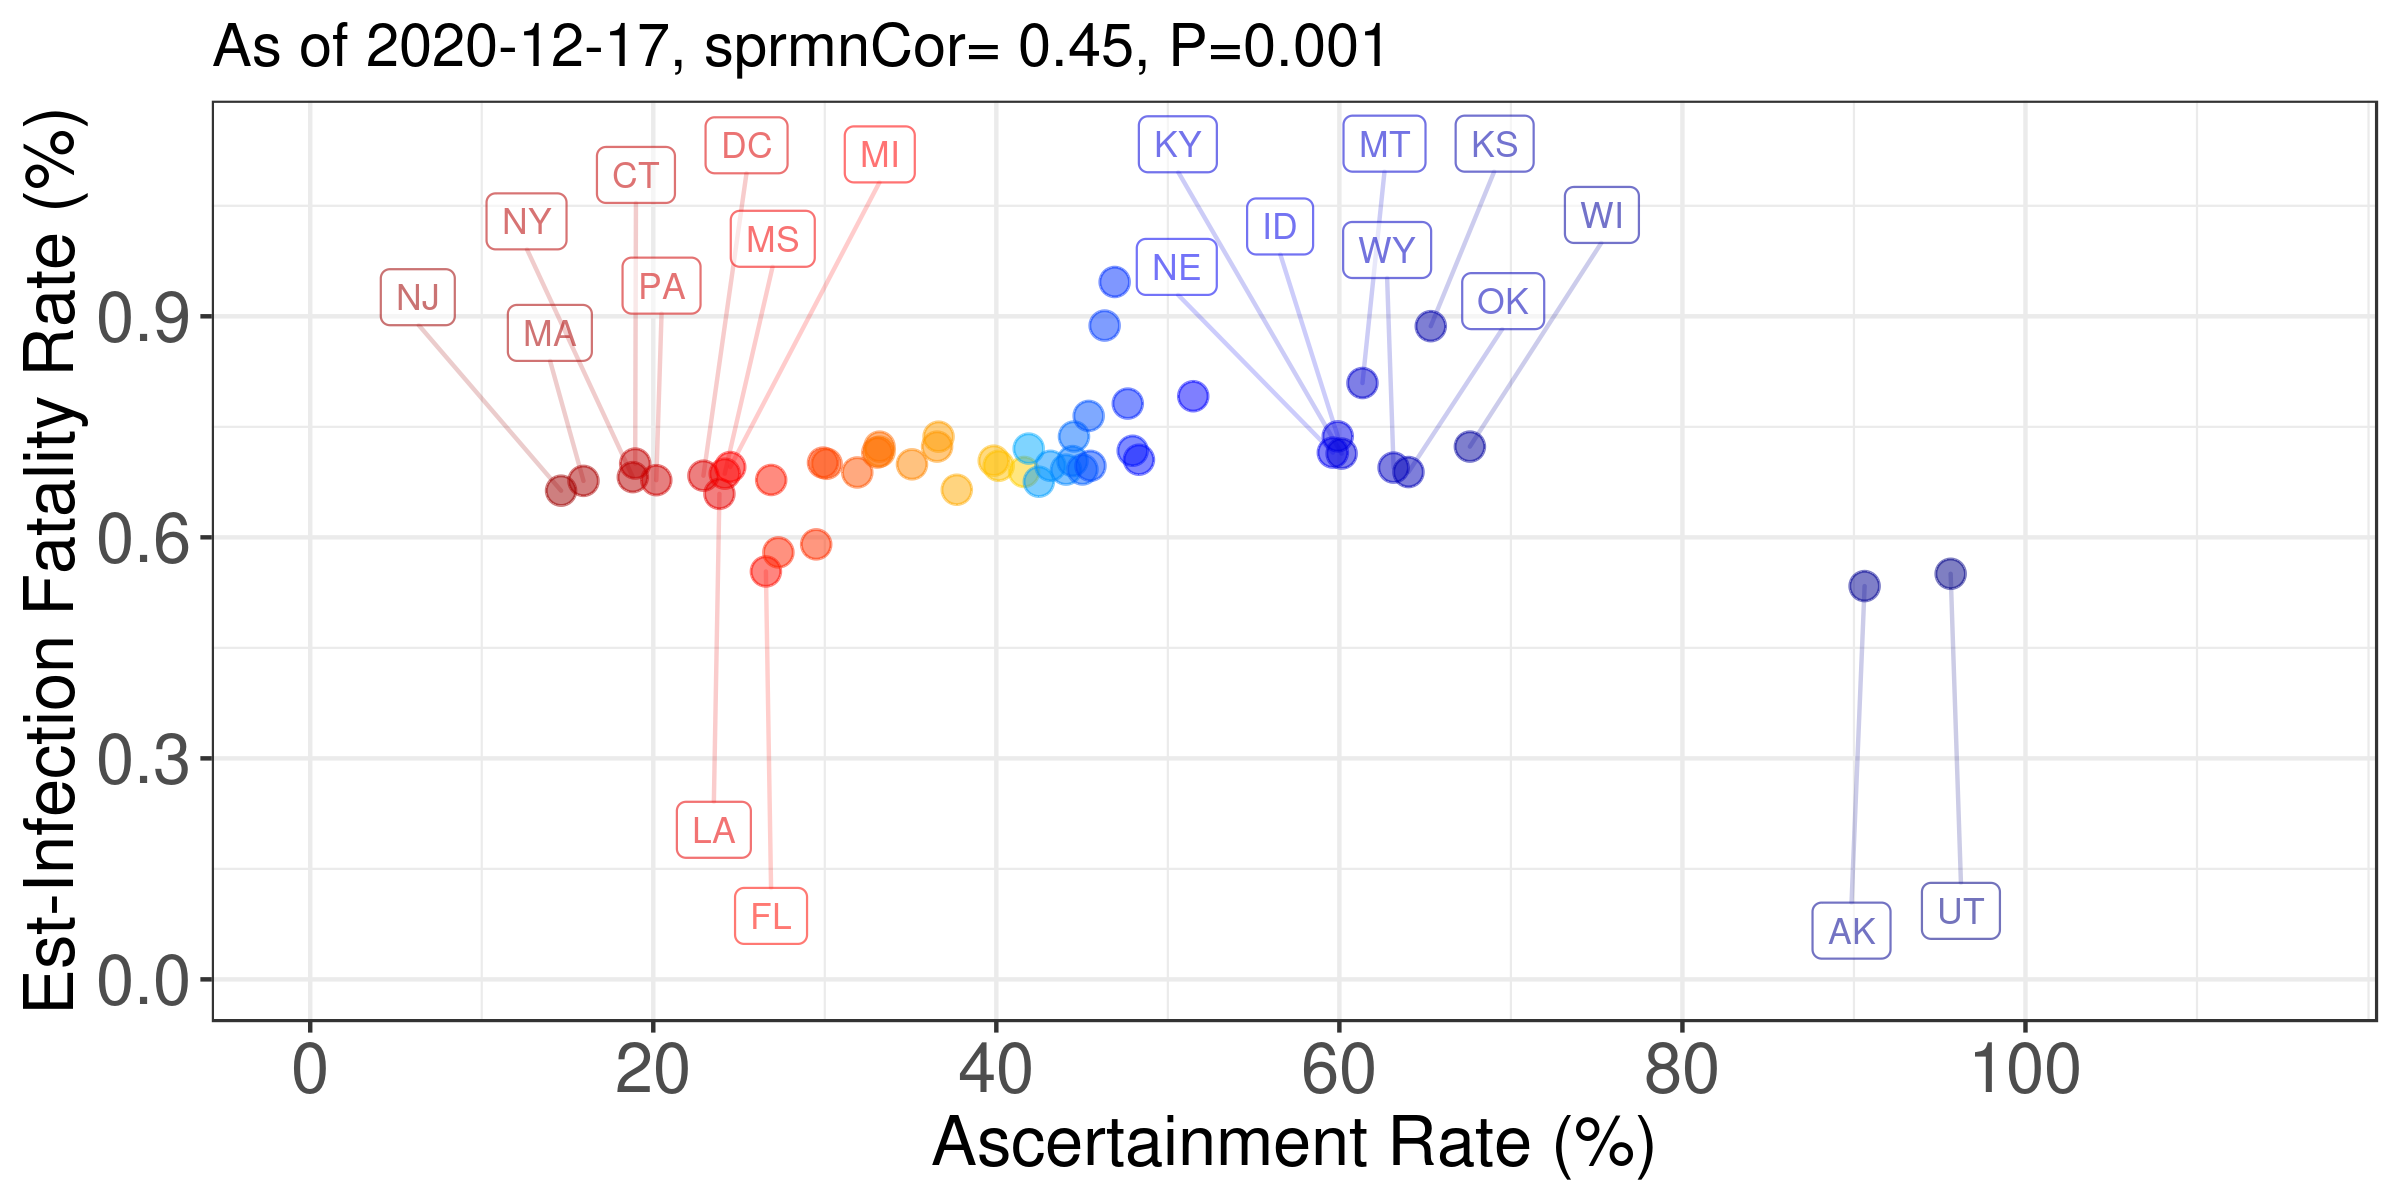 As of 2020-12-17, sprmnCor= 0.45, P=0.001
Est-Infection Fatality Rate (%)
0.9
0.6
0.3
0.0
DC
MI
CT
NY
MS
PA
NJ
MA
KY
MT
KS
WI
ID
WY
NE
OK
LA
FL
UT
AK
0 20 40 60 80 100
Ascertainment Rate (%)